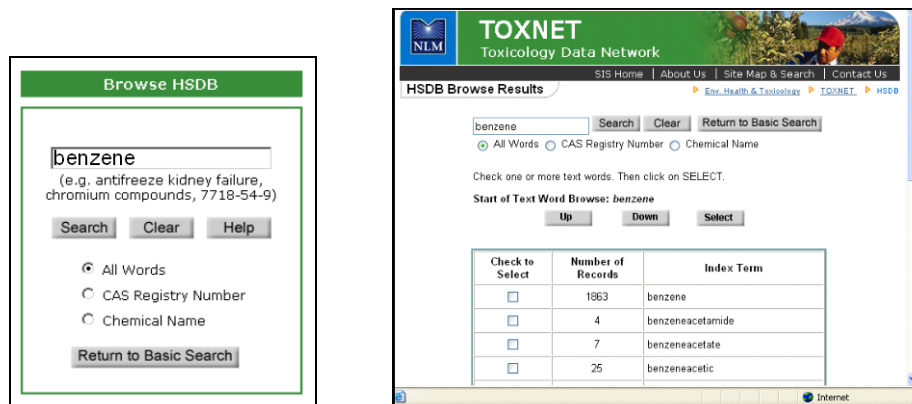 Browse HSDB
benzene
(e.g. antifreeze kidney failure,
chromium compounds, 7718-54-9)
Search Clear Help
All Words
CAS Registry Number
Chemical Name
Return to Basic Search
NLM
TOXNET
Toxicology Data Network
SIS Home | About Us | Site Map & Search | Contact Us
HSDB Browse Results
Env. Health & Toxicology TOXNET HSDB
benzene Search Clear Return to Basic Search
All Words CAS Registry Number Chemical Name
Check one or more text words. Then click on SELECT.
Start of Text Word Browse: benzene
Up Down Select
Check to Select Number of Records Index Term
1863 benzene
4 benzeneacetamide
7 benzeneacetate
25 benzeneacetic
Internet